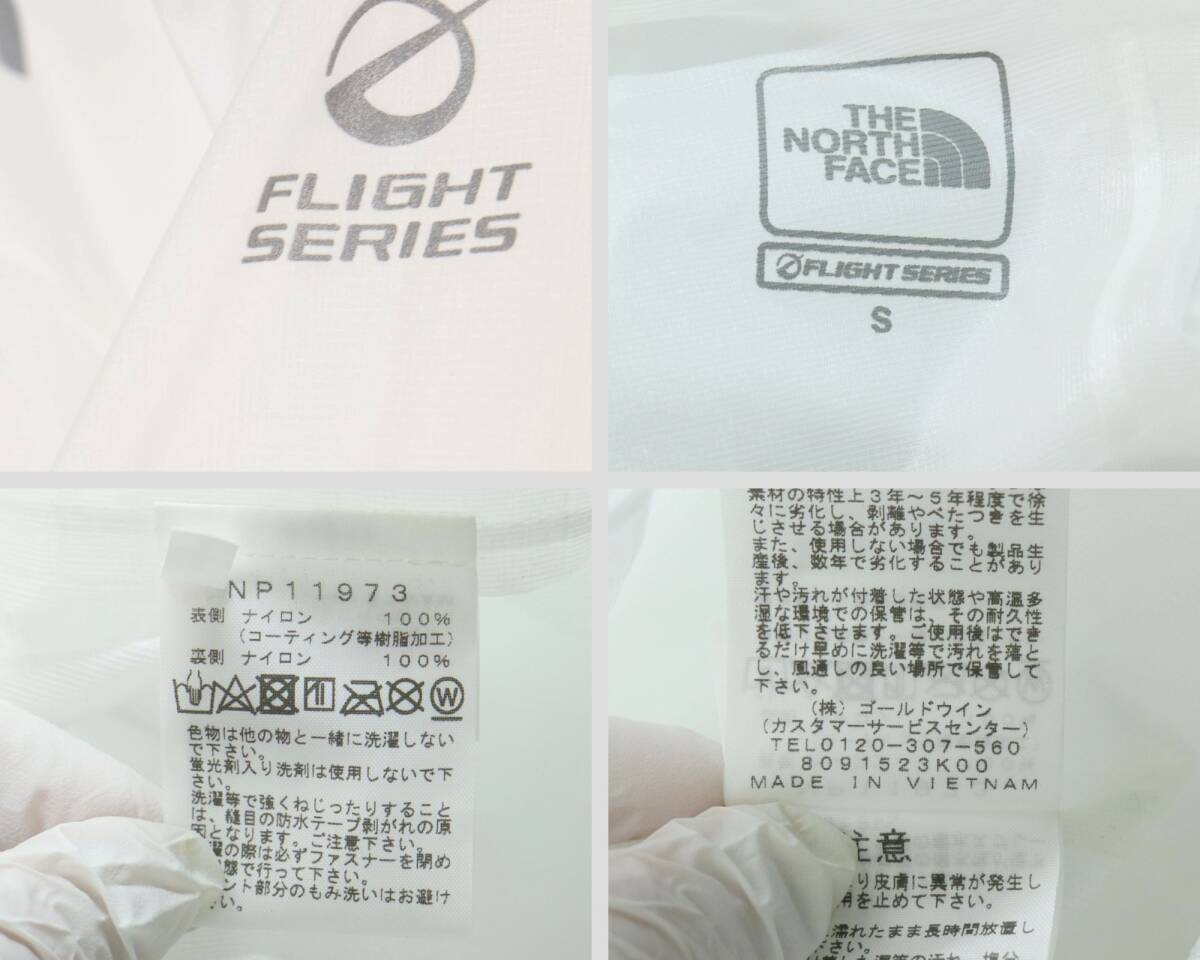 FLIGHT
SERIES
THE
NORTH
FACE
FLIGHT SERIES
S
NP11973
表側 ナイロン 100%
(コーティング等樹脂加工)
裏側 ナイロン 100%
W
色物は他の物と一緒に洗濯しない
で下さい。
蛍光剤入り洗剤は使用しないで下
さい。
洗濯等で強くねじったりすること
は、縫目の防水テープ剥がれの原
因となります。ご注意下さい。
濯の際は必ずファスナーを閉め
態で行って下さい。
ント部分のもみ洗いはお避け
い。
素材の特性上3年～5年程度で徐
々に劣化し、剥離やべたつきを生
じさせる場合があります。
また、使用しない場合でも製品生
産後、数年で劣化することがあり
ます。
汗や汚れが付着した状態や高温多
湿な環境での保管は、その耐久性
を低下させます。ご使用後はでき
るだけ早めに洗濯等で汚れを落と
し、風通しの良い場所で保管して
下さい。
(株) ゴールドウイン
(カスタマーサービスセンター)
TEL0120-307-560
8091523K00
MADE IN VIETNAM
注意
り皮膚に異常が発生し
用を止めて下さい。
濡れたまま長時間放置し
さい。